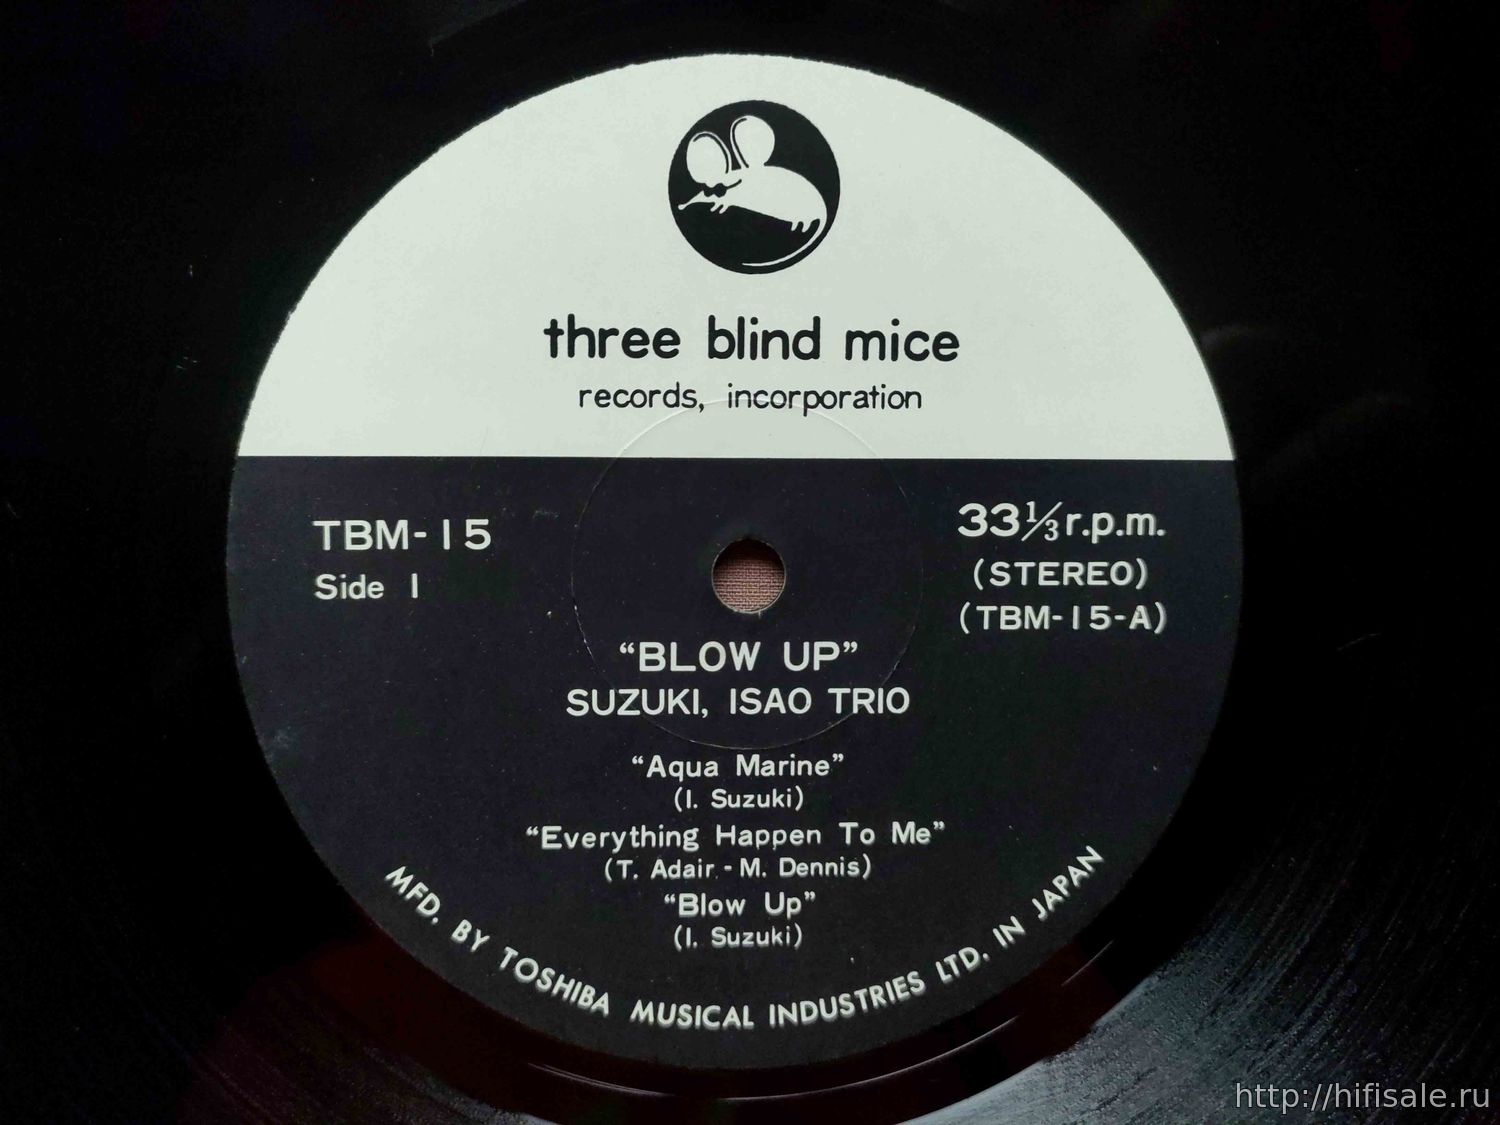 three blind mice
records, incorporation
TBM-15
Side 1
33⅓ r.p.m.
(STEREO)
(TBM-15-A)
“BLOW UP”
SUZUKI, ISAO TRIO
“Aqua Marine”
(I. Suzuki)
“Everything Happen To Me”
(T. Adair - M. Dennis)
“Blow Up”
(I. Suzuki)
MFD. BY TOSHIBA MUSICAL INDUSTRIES LTD. IN JAPAN
http://hifisale.ru